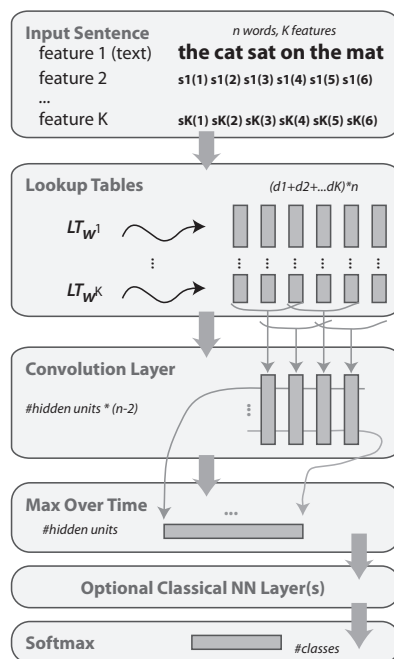 Input Sentence
n words, K features
feature 1 (text) the cat sat on the mat
feature 2 s1(1) s1(2) s1(3) s1(4) s1(5) s1(6)
...
feature K sK(1) sK(2) sK(3) sK(4) sK(5) sK(6)
Lookup Tables
(d1+d2+...dK)*n
LTw1
...
LTwK
Convolution Layer
#hidden units * (n-2)
Max Over Time
...
#hidden units
Optional Classical NN Layer(s)
Softmax
#classes